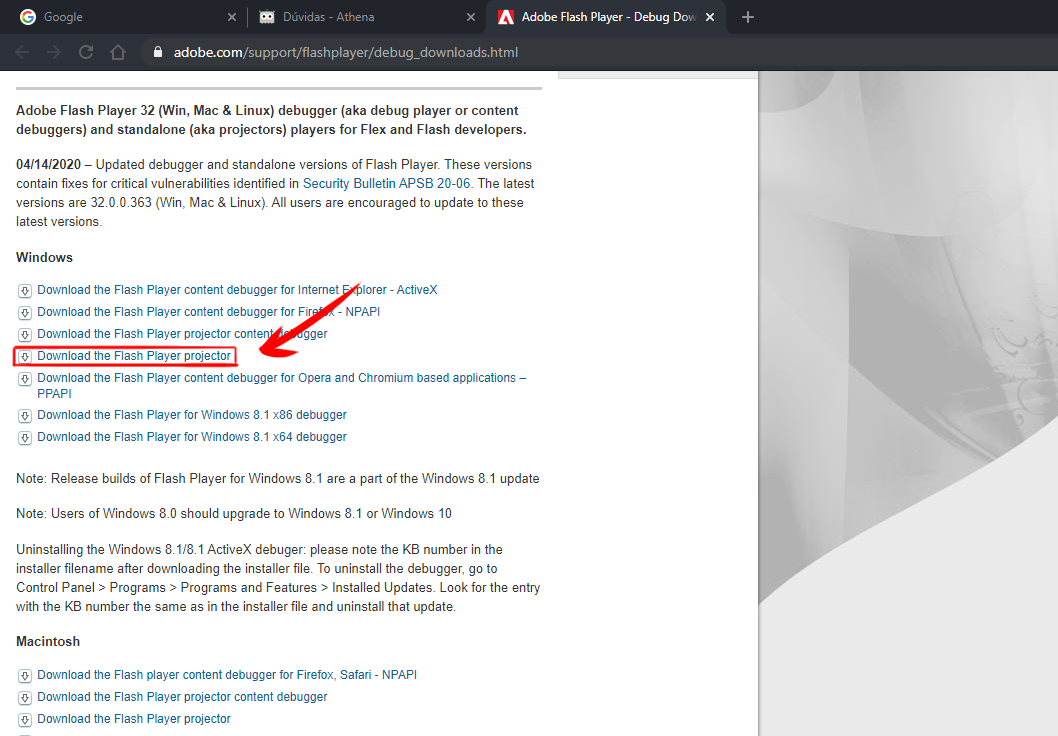 Google
Dúvidas - Athena
Adobe Flash Player - Debug Dow
adobe.com/support/flashplayer/debug_downloads.html
Adobe Flash Player 32 (Win, Mac & Linux) debugger (aka debug player or content
debuggers) and standalone (aka projectors) players for Flex and Flash developers.
04/14/2020 – Updated debugger and standalone versions of Flash Player. These versions
contain fixes for critical vulnerabilities identified in Security Bulletin APSB 20-06. The latest
versions are 32.0.0.363 (Win, Mac & Linux). All users are encouraged to update to these
latest versions.
Windows
Download the Flash Player content debugger for Internet Explorer - ActiveX
Download the Flash Player content debugger for Firefox - NPAPI
Download the Flash Player projector content debugger
Download the Flash Player projector
Download the Flash Player content debugger for Opera and Chromium based applications –
PPAPI
Download the Flash Player for Windows 8.1 x86 debugger
Download the Flash Player for Windows 8.1 x64 debugger
Note: Release builds of Flash Player for Windows 8.1 are a part of the Windows 8.1 update
Note: Users of Windows 8.0 should upgrade to Windows 8.1 or Windows 10
Uninstalling the Windows 8.1/8.1 ActiveX debuger: please note the KB number in the
installer filename after downloading the installer file. To uninstall the debugger, go to
Control Panel > Programs > Programs and Features > Installed Updates. Look for the entry
with the KB number the same as in the installer file and uninstall that update.
Macintosh
Download the Flash player content debugger for Firefox, Safari - NPAPI
Download the Flash Player projector content debugger
Download the Flash Player projector